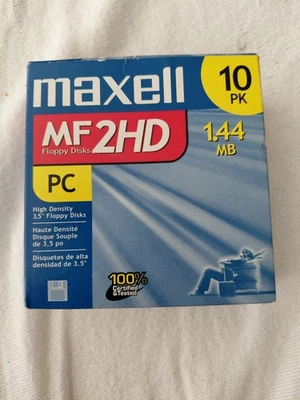 maxell
10
PK
MF 2HD
Floppy Disks
1.44
MB
PC
High Density
3.5" Floppy Disks
Haute Densité
Disque Souple
de 3,5 po
Disquetes de alta
densidad de 3.5"
100%
Certified
&Tested